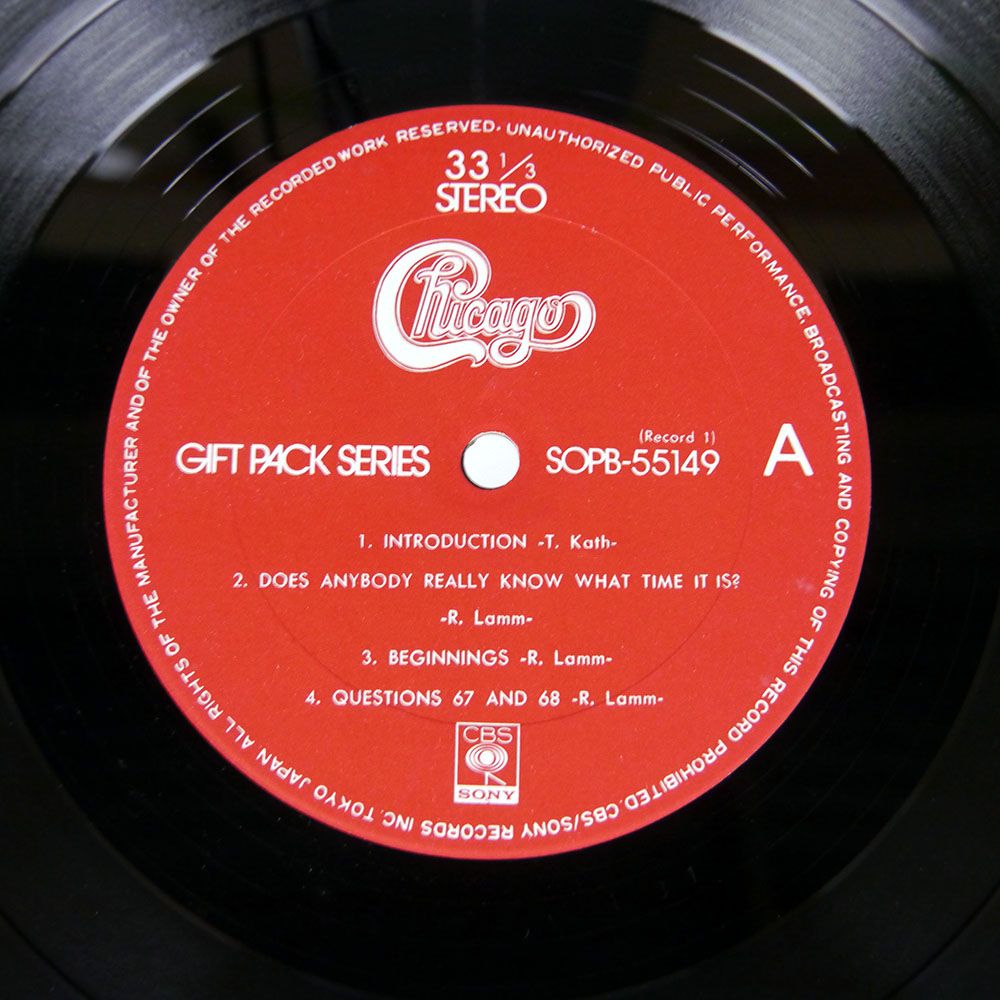 33 1/3
STEREO
Chicago
GIFT PACK SERIES
(Record 1)
SOPB-55149
A
1. INTRODUCTION -T. Kath-
2. DOES ANYBODY REALLY KNOW WHAT TIME IT IS?
-R. Lamm-
3. BEGINNINGS -R. Lamm-
4. QUESTIONS 67 AND 68 -R. Lamm-
CBS
SONY
ALL RIGHTS OF THE MANUFACTURER AND OF THE OWNER OF THE RECORDED WORK RESERVED. UNAUTHORIZED PUBLIC PERFORMANCE, BROADCASTING AND COPYING OF THIS RECORD PROHIBITED. CBS/SONY RECORDS INC. TOKYO JAPAN